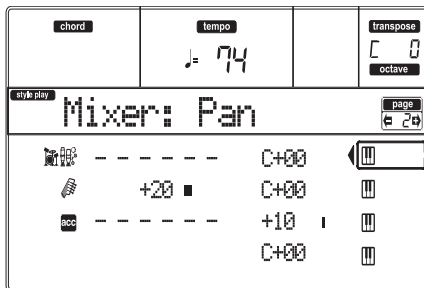 chord tempo transpose
♩= 74 C 0
octave
style play Mixer: Pan page
2
------ C+00
+20 C+00
acc ------ +10
C+00